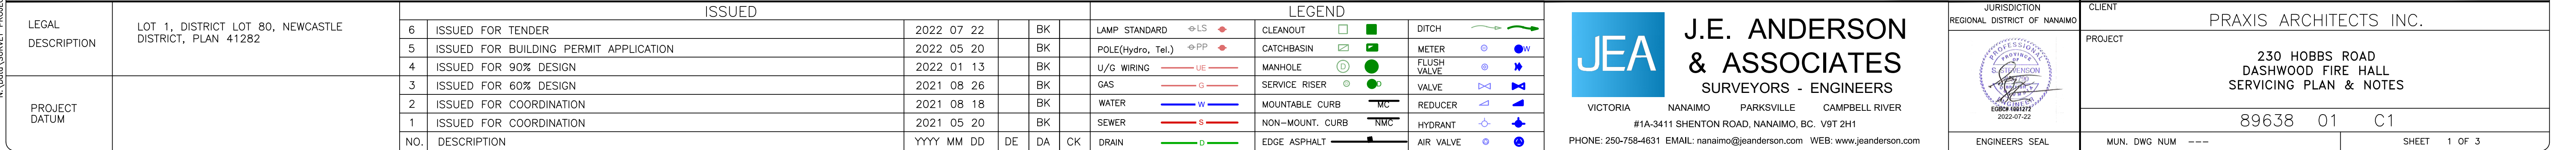 LEGAL
DESCRIPTION
LOT 1, DISTRICT LOT 80, NEWCASTLE
DISTRICT, PLAN 41282
PROJECT
DATUM
ISSUED
6 ISSUED FOR TENDER 2022 07 22 BK
5 ISSUED FOR BUILDING PERMIT APPLICATION 2022 05 20 BK
4 ISSUED FOR 90% DESIGN 2022 01 13 BK
3 ISSUED FOR 60% DESIGN 2021 08 26 BK
2 ISSUED FOR COORDINATION 2021 08 18 BK
1 ISSUED FOR COORDINATION 2021 05 20 BK
NO. DESCRIPTION YYYY MM DD DE DA CK
LEGEND
LAMP STANDARD LS
POLE(Hydro, Tel.) PP
U/G WIRING UE
GAS G
WATER W
SEWER S
DRAIN D
CLEANOUT
CATCHBASIN
MANHOLE D
SERVICE RISER D
MOUNTABLE CURB MC
NON-MOUNT. CURB NMC
EDGE ASPHALT
DITCH
METER W
FLUSH
VALVE
VALVE
REDUCER
HYDRANT
AIR VALVE
JEA
J.E. ANDERSON
& ASSOCIATES
SURVEYORS - ENGINEERS
VICTORIA NANAIMO PARKSVILLE CAMPBELL RIVER
#1A-3411 SHENTON ROAD, NANAIMO, BC. V9T 2H1
PHONE: 250-758-4631 EMAIL: nanaimo@jeanderson.com WEB: www.jeanderson.com
JURISDICTION
REGIONAL DISTRICT OF NANAIMO
PROFESSIONAL
PROVINCE
OF
S. STEVENSON
ENGINEER
EGBC# 1001272
2022-07-22
ENGINEERS SEAL
CLIENT
PRAXIS ARCHITECTS INC.
PROJECT
230 HOBBS ROAD
DASHWOOD FIRE HALL
SERVICING PLAN & NOTES
89638 01 C1
MUN. DWG NUM --- SHEET 1 OF 3